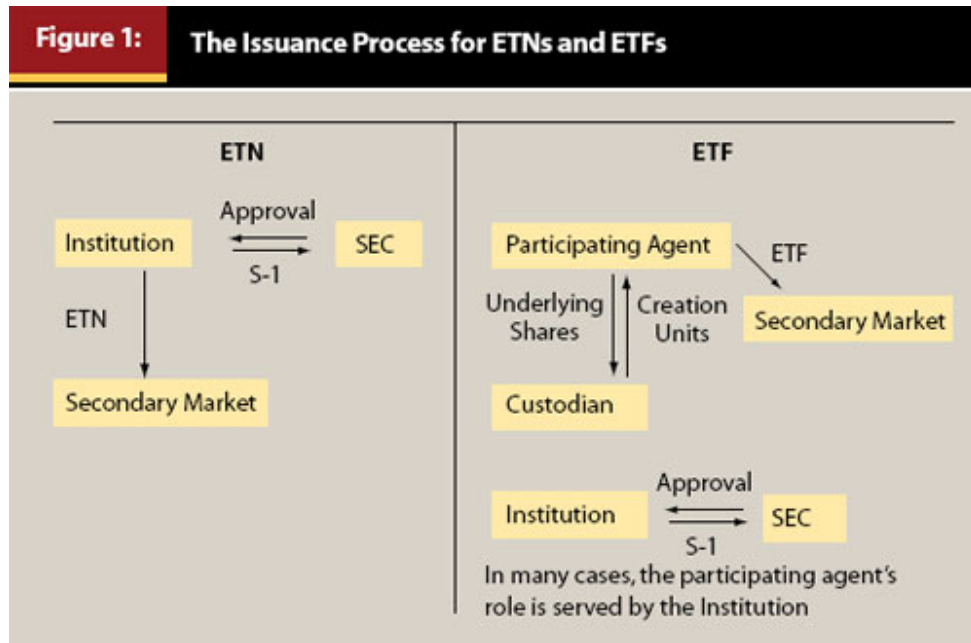 Figure 1:
The Issuance Process for ETNs and ETFs
ETN
Approval
Institution
SEC
S-1
ETN
Secondary Market
ETF
Participating Agent
ETF
Underlying
Shares
Creation
Units
Secondary Market
Custodian
Approval
Institution
SEC
S-1
In many cases, the participating agent's
role is served by the Institution